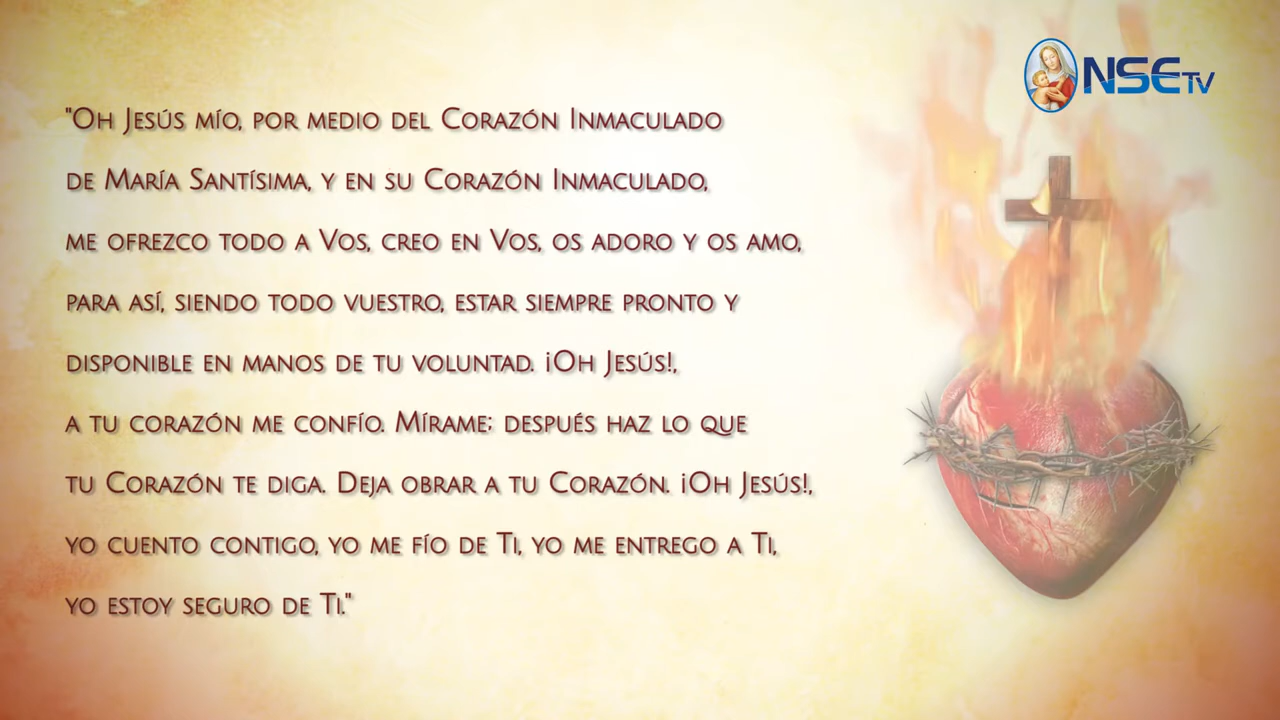 "Oh Jesús mío, por medio del Corazón Inmaculado
de María Santísima, y en su Corazón Inmaculado,
me ofrezco todo a Vos, creo en Vos, os adoro y os amo,
para así, siendo todo vuestro, estar siempre pronto y
disponible en manos de tu voluntad. ¡Oh Jesús!,
a tu corazón me confío. Mírame; después haz lo que
tu Corazón te diga. Deja obrar a tu Corazón. ¡Oh Jesús!,
yo cuento contigo, yo me fío de Ti, yo me entrego a Ti,
yo estoy seguro de Ti."
NSETV